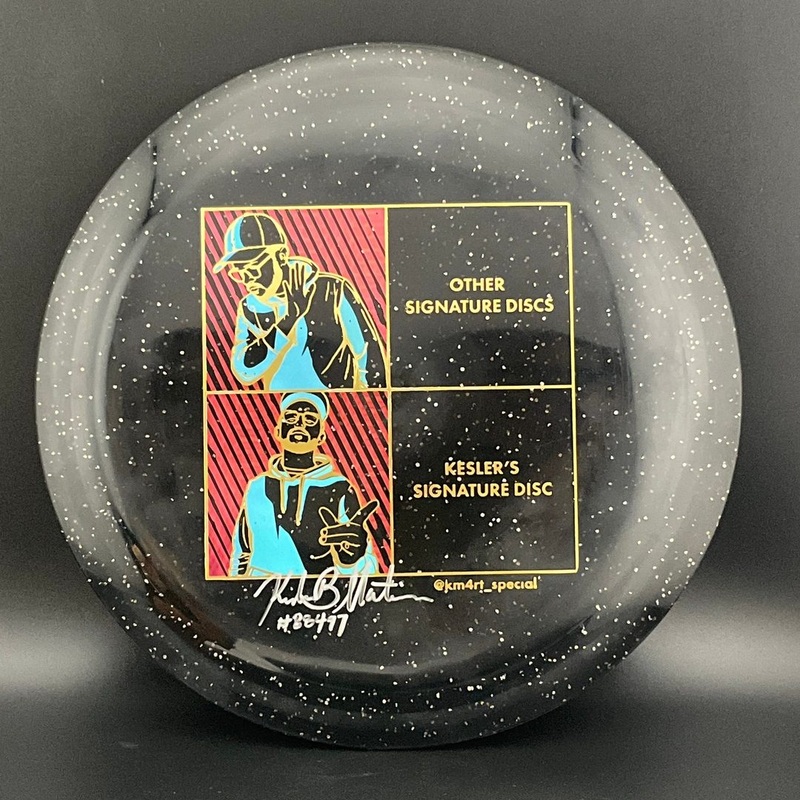 OTHER
SIGNATURE DISCS
KESLER'S
SIGNATURE DISC
@km4rt_special
#88497